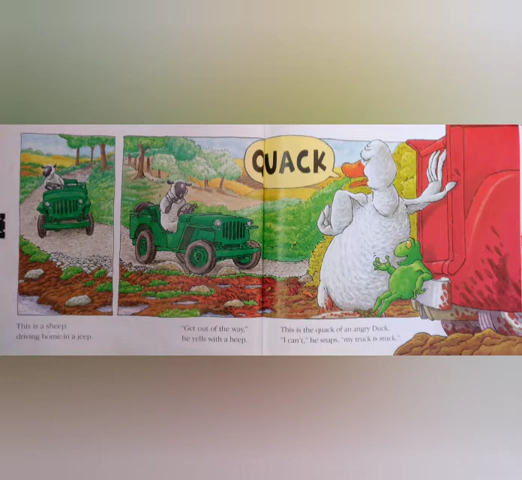 QUACK
This is a sheep
driving home in a jeep.
"Get out of the way,"
he yells with a beep.
This is the quack of an angry Duck.
"I can't," he snaps, "my truck is stuck."